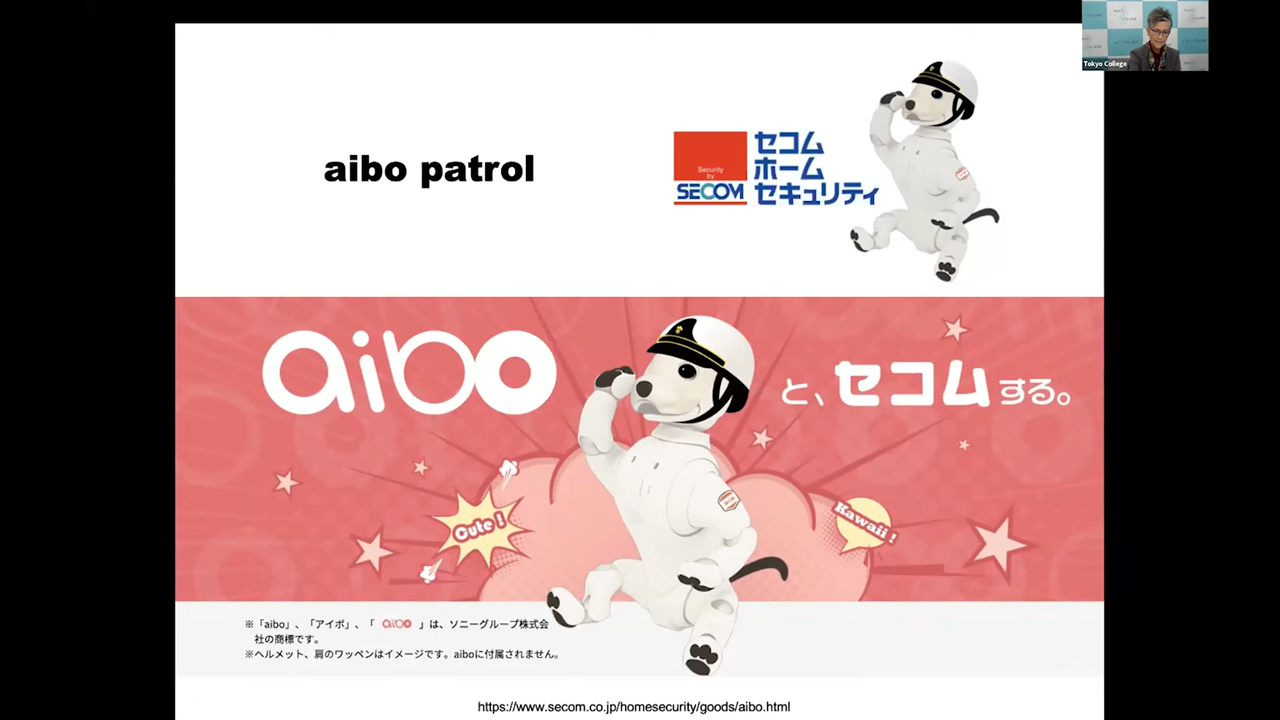 Tokyo College
aibo patrol
Security
by
SECOM
セコム
ホーム
セキュリティ
aibo
と、セコムする。
Cute!
Kawaii!
※「aibo」、「アイボ」、「 aibo 」は、ソニーグループ株式会
社の商標です。
※ヘルメット、肩のワッペンはイメージです。aiboに付属されません。
https://www.secom.co.jp/homesecurity/goods/aibo.html